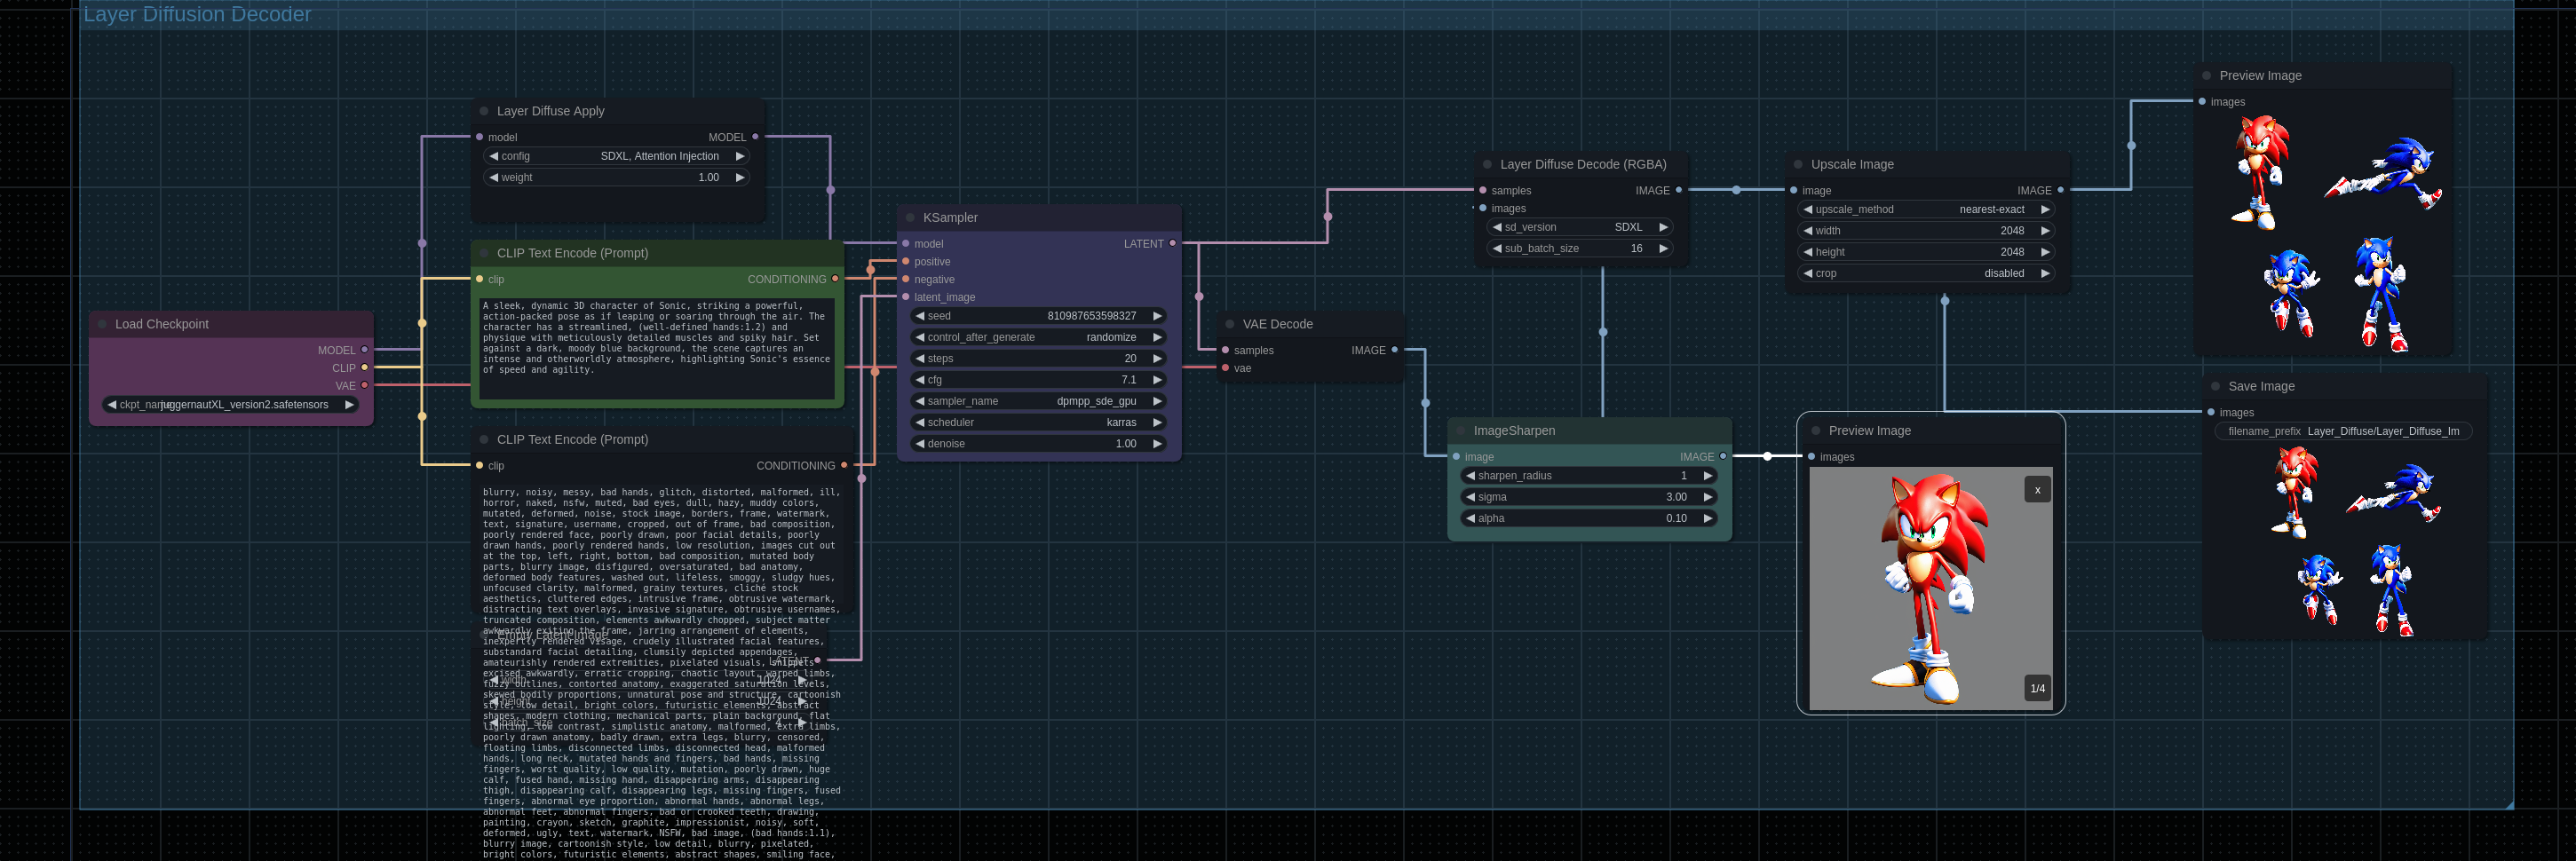 Layer Diffusion Decoder
Load Checkpoint
MODEL
CLIP
VAE
juggernautXL_version2.safetensors
Layer Diffuse Apply
model MODEL
config SDXL, Attention Injection
weight 1.00
CLIP Text Encode (Prompt)
clip CONDITIONING
A sleek, dynamic 3D character of Sonic, striking a powerful,
action-packed pose as if leaping or soaring through the air. The
character has a streamlined, (well-defined hands:1.2) and
physique with meticulously detailed muscles and spiky hair. Set
against a dark, moody blue background, the scene captures an
intense and otherworldly atmosphere, highlighting Sonic's essence
of speed and agility.
CLIP Text Encode (Prompt)
clip CONDITIONING
blurry, noisy, messy, bad hands, glitch, distorted, malformed, ill,
horror, naked, nsfw, muted, bad eyes, dull, hazy, muddy colors,
mutated, deformed, noise, stock image, borders, frame, watermark,
text, signature, username, cropped, out of frame, bad composition,
poorly rendered face, poorly drawn, poor facial details, poorly
drawn hands, poorly rendered hands, low resolution, images cut out
at the top, left, right, bottom, bad composition, mutated body
parts, blurry image, disfigured, oversaturated, bad anatomy,
deformed body features, washed out, lifeless, smoggy, sludgy hues,
unfocused clarity, malformed, grainy textures, cliché stock
aesthetics, cluttered edges, intrusive frame, obtrusive watermark,
distracting text overlays, invasive signature, obtrusive usernames,
truncated composition, elements awkwardly chopped, subject matter
awkwardly exiting the frame, jarring arrangement of elements,
inexpertly rendered visage, crudely illustrated facial features,
substandard facial detailing, clumsily depicted appendages,
amateurishly rendered extremities, pixelated visuals, snippets
excised awkwardly, erratic cropping, chaotic layout, warped limbs,
fuzzy outlines, contorted anatomy, exaggerated saturation levels,
skewed bodily proportions, unnatural pose and structure, cartoonish
style, low detail, bright colors, futuristic elements, abstract
shapes, modern clothing, mechanical parts, plain background, flat
lighting, low contrast, simplistic anatomy, malformed, extra limbs,
poorly drawn anatomy, badly drawn, extra legs, blurry, censored,
floating limbs, disconnected limbs, disconnected head, malformed
hands, long neck, mutated hands and fingers, bad hands, missing
fingers, worst quality, low quality, mutation, poorly drawn, huge
calf, fused hand, missing hand, disappearing arms, disappearing
thigh, disappearing calf, disappearing legs, missing fingers, fused
fingers, abnormal eye proportion, abnormal hands, abnormal legs,
abnormal feet, abnormal fingers, bad or crooked teeth, drawing,
painting, crayon, sketch, graphite, impressionist, noisy, soft,
deformed, ugly, text, watermark, NSFW, bad image, (bad hands:1.1),
blurry image, cartoonish style, low detail, blurry, pixelated,
bright colors, futuristic elements, abstract shapes, smiling face,
Empty Latent Image
LATENT
width 1024
height 1024
batch_size 4
KSampler
model LATENT
positive
negative
latent_image
seed 810987653598327
control_after_generate randomize
steps 20
cfg 7.1
sampler_name dpmpp_sde_gpu
scheduler karras
denoise 1.00
VAE Decode
samples IMAGE
vae
Layer Diffuse Decode (RGBA)
samples IMAGE
images
sd_version SDXL
sub_batch_size 16
ImageSharpen
image IMAGE
sharpen_radius 1
sigma 3.00
alpha 0.10
Upscale Image
image IMAGE
upscale_method nearest-exact
width 2048
height 2048
crop disabled
Preview Image
images
x
1/4
Preview Image
images
Save Image
images
filename_prefix Layer_Diffuse/Layer_Diffuse_Im